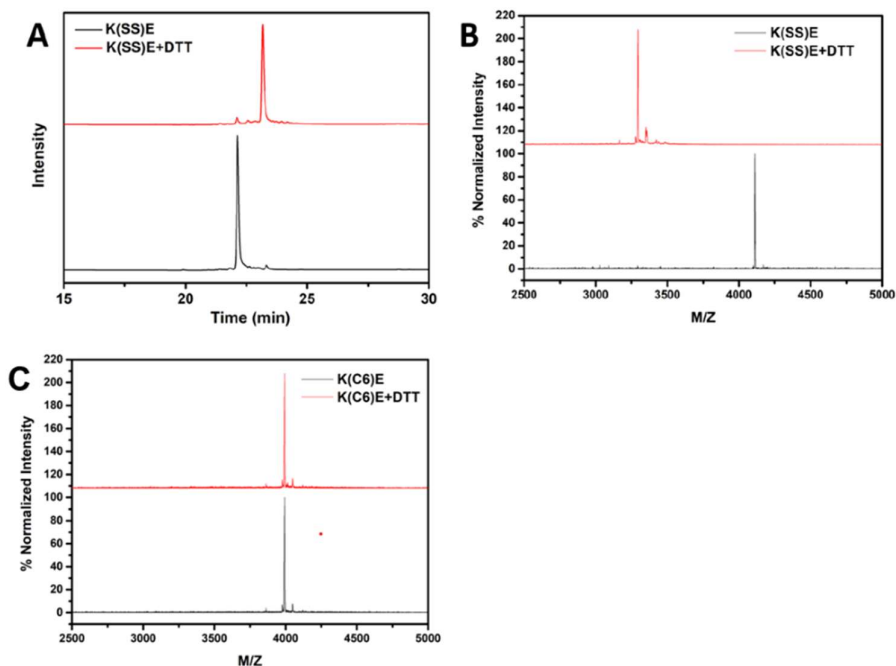 A
K(SS)E
K(SS)E+DTT
Intensity
15 20 25 30
Time (min)
B
K(SS)E
K(SS)E+DTT
% Normalized Intensity
220
200
180
160
140
120
100
80
60
40
20
0
2500 3000 3500 4000 4500 5000
M/Z
C
K(C6)E
K(C6)E+DTT
% Normalized Intensity
220
200
180
160
140
120
110
100
80
60
40
20
0
2500 3000 3500 4000 4500 5000
M/Z